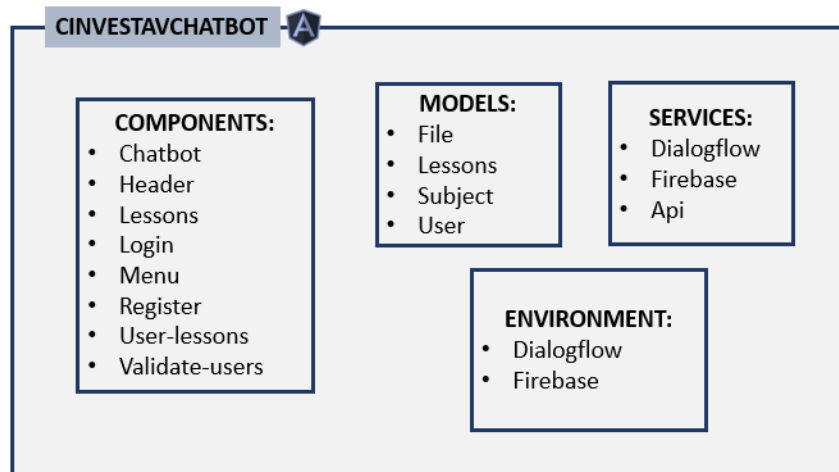 CINVESTAVCHATBOT
A
COMPONENTS:
• Chatbot
• Header
• Lessons
• Login
• Menu
• Register
• User-lessons
• Validate-users
MODELS:
• File
• Lessons
• Subject
• User
SERVICES:
• Dialogflow
• Firebase
• Api
ENVIRONMENT:
• Dialogflow
• Firebase